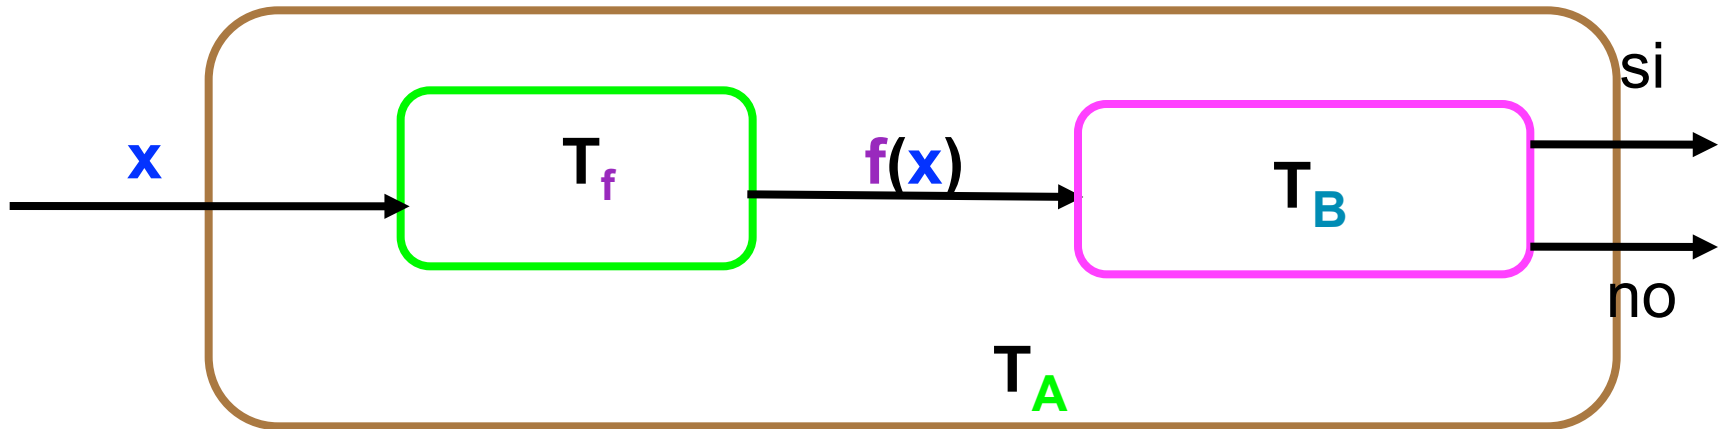 si
x
T_f
f(x)
T_B
no
T_A